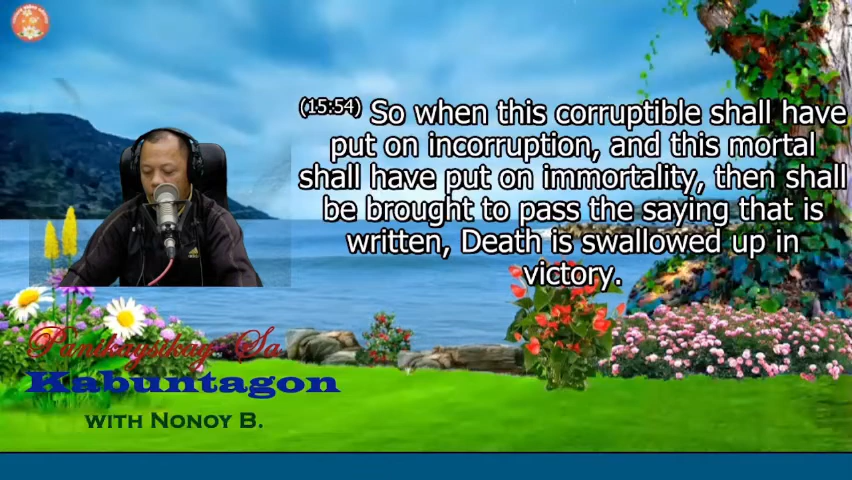 (15:54) So when this corruptible shall have
put on incorruption, and this mortal
shall have put on immortality, then shall
be brought to pass the saying that is
written, Death is swallowed up in
victory.
Panikaysikay Sa
Kabuntagon
WITH NONOY B.